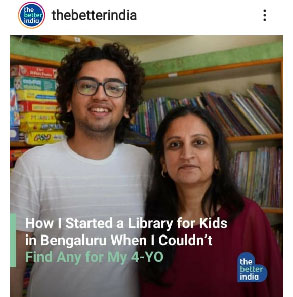 the
better
india
thebetterindia
How I Started a Library for Kids
in Bengaluru When I Couldn't
Find Any for My 4-YO
the
better
india